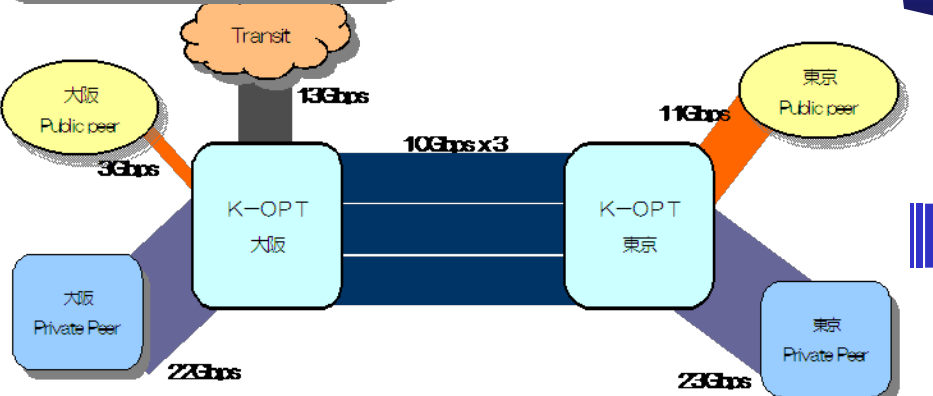 Transit
13Gbps
大阪
Public peer
3Gbps
東京
Public peer
11Gbps
10Gbps x 3
K-OPT
大阪
K-OPT
東京
大阪
Private Peer
22Gbps
東京
Private Peer
23Gbps